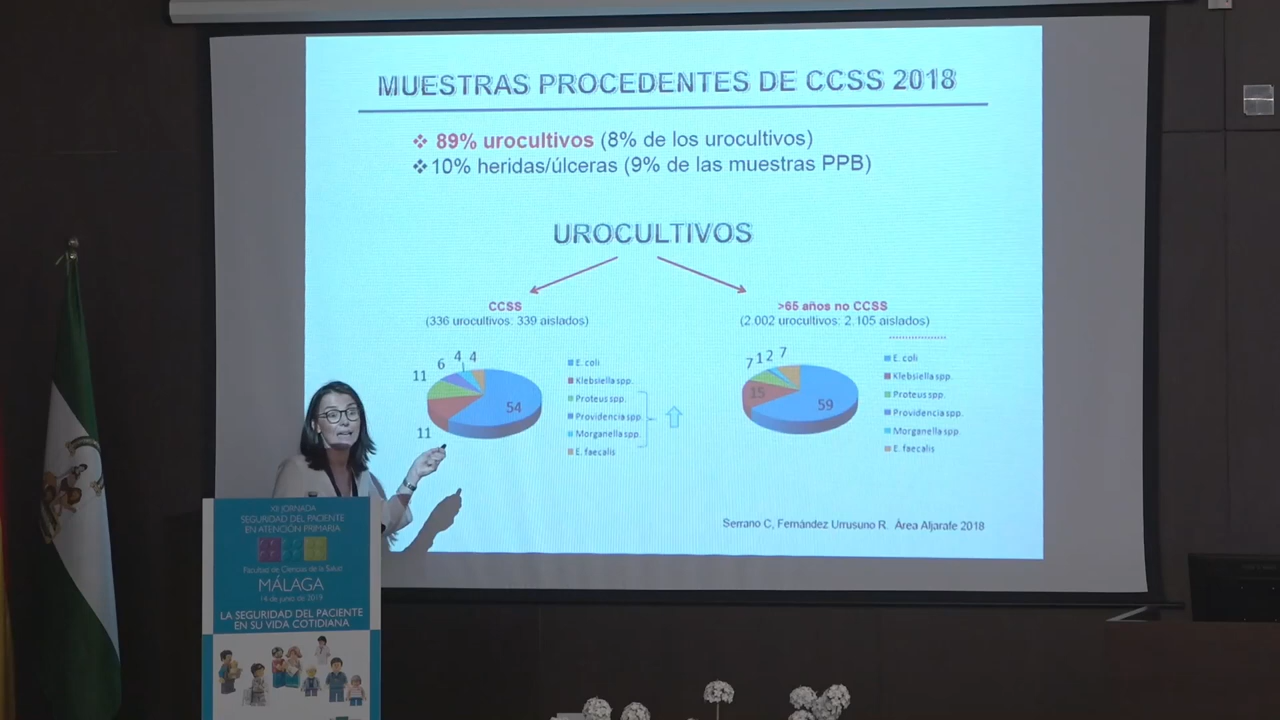 MUESTRAS PROCEDENTES DE CCSS 2018
❖ 89% urocultivos (8% de los urocultivos)
❖ 10% heridas/úlceras (9% de las muestras PPB)
UROCULTIVOS
CCSS
(336 urocultivos: 339 aislados)
11
6
4
4
54
11
E. coli
Klebsiella spp.
Proteus spp.
Providencia spp.
Morganella spp.
E. faecalis
>65 años no CCSS
(2.002 urocultivos: 2.105 aislados)
7
1
2
7
15
59
E. coli
Klebsiella spp.
Proteus spp.
Providencia spp.
Morganella spp.
E. faecalis
Serrano C, Fernández Urrusuno R. Área Aljarafe 2018
XII JORNADA
SEGURIDAD DEL PACIENTE
EN ATENCIÓN PRIMARIA
Facultad de Ciencias de la Salud
MÁLAGA
14 de junio de 2019
LA SEGURIDAD DEL PACIENTE
EN SU VIDA COTIDIANA